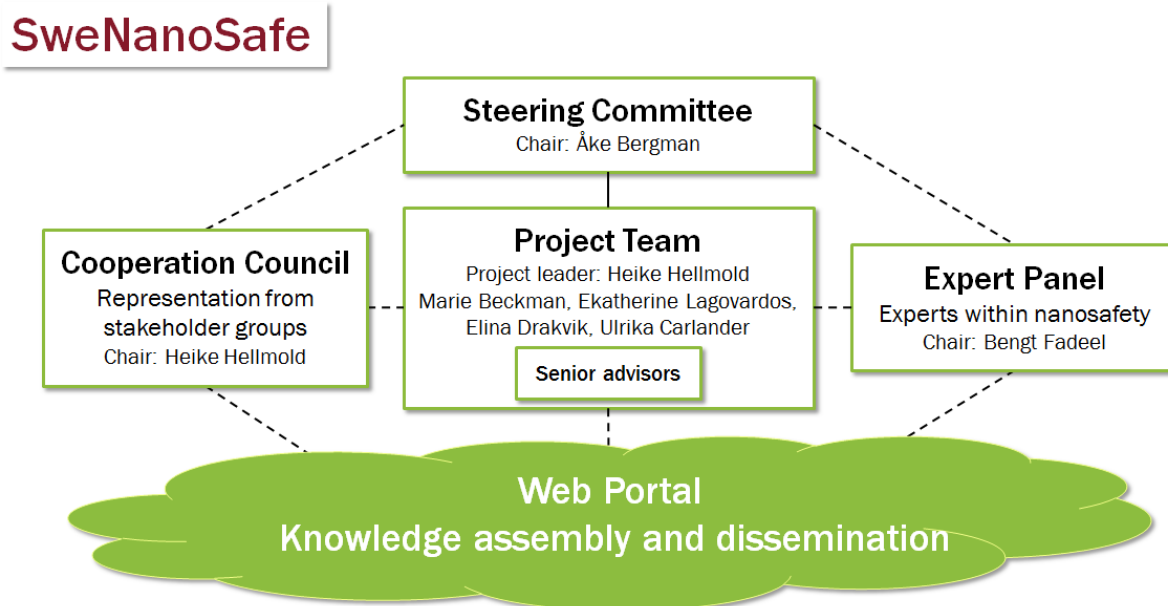 SweNanoSafe
Steering Committee
Chair: Åke Bergman
Cooperation Council
Representation from
stakeholder groups
Chair: Heike Hellmold
Project Team
Project leader: Heike Hellmold
Marie Beckman, Ekatherine Lagovardos,
Elina Drakvik, Ulrika Carlander
Senior advisors
Expert Panel
Experts within nanosafety
Chair: Bengt Fadeel
Web Portal
Knowledge assembly and dissemination